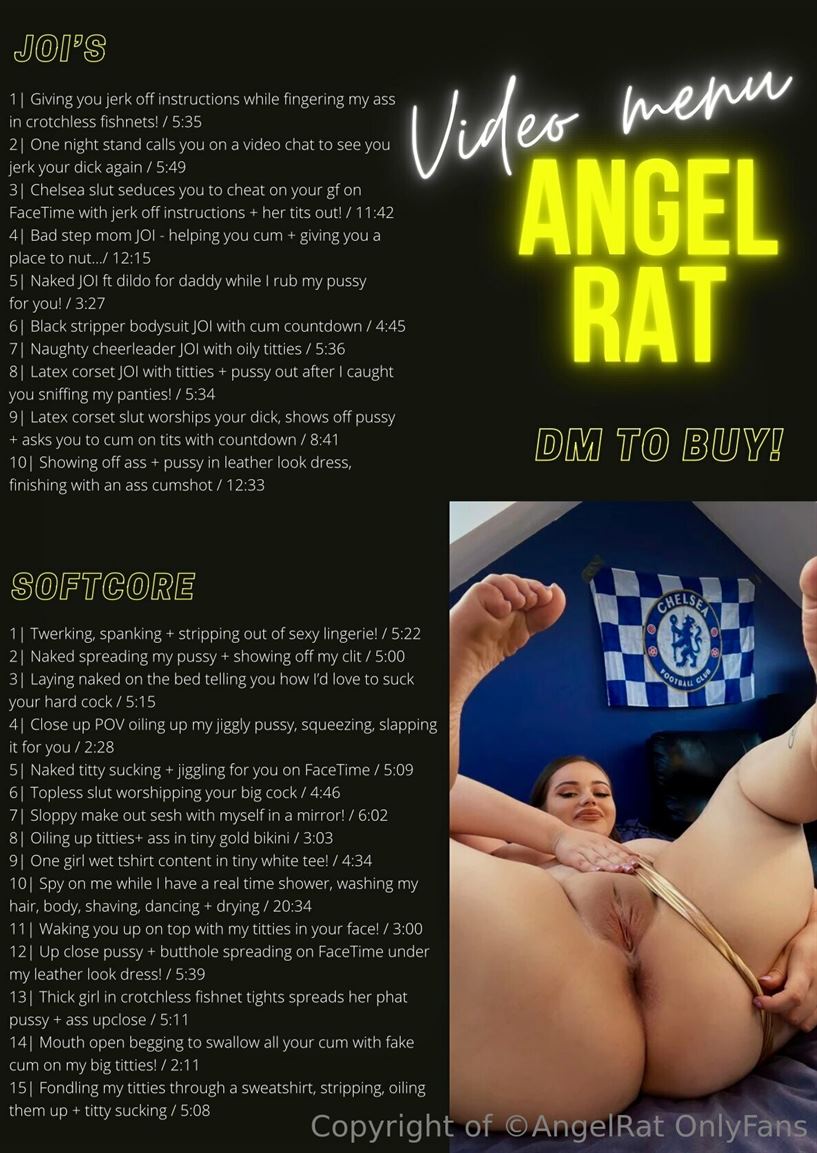 JOI'S
1| Giving you jerk off instructions while fingering my ass
in crotchless fishnets! / 5:35
2| One night stand calls you on a video chat to see you
jerk your dick again / 5:49
3| Chelsea slut seduces you to cheat on your gf on
FaceTime with jerk off instructions + her tits out! / 11:42
4| Bad step mom JOI - helping you cum + giving you a
place to nut.../ 12:15
5| Naked JOI ft dildo for daddy while I rub my pussy
for you! / 3:27
6| Black stripper bodysuit JOI with cum countdown / 4:45
7| Naughty cheerleader JOI with oily titties / 5:36
8| Latex corset JOI with titties + pussy out after I caught
you sniffing my panties! / 5:34
9| Latex corset slut worships your dick, shows off pussy
+ asks you to cum on tits with countdown / 8:41
10| Showing off ass + pussy in leather look dress,
finishing with an ass cumshot / 12:33
Video menu
ANGEL
RAT
DM TO BUY!
SOFTCORE
1| Twerking, spanking + stripping out of sexy lingerie! / 5:22
2| Naked spreading my pussy + showing off my clit / 5:00
3| Laying naked on the bed telling you how I'd love to suck
your hard cock / 5:15
4| Close up POV oiling up my jiggly pussy, squeezing, slapping
it for you / 2:28
5| Naked titty sucking + jiggling for you on FaceTime / 5:09
6| Topless slut worshipping your big cock / 4:46
7| Sloppy make out sesh with myself in a mirror! / 6:02
8| Oiling up titties+ ass in tiny gold bikini / 3:03
9| One girl wet tshirt content in tiny white tee! / 4:34
10| Spy on me while I have a real time shower, washing my
hair, body, shaving, dancing + drying / 20:34
11| Waking you up on top with my titties in your face! / 3:00
12| Up close pussy + butthole spreading on FaceTime under
my leather look dress! / 5:39
13| Thick girl in crotchless fishnet tights spreads her phat
pussy + ass upclose / 5:11
14| Mouth open begging to swallow all your cum with fake
cum on my big titties! / 2:11
15| Fondling my titties through a sweatshirt, stripping, oiling
them up + titty sucking / 5:08
CHELSEA
FOOTBALL CLUB
Copyright of ©AngelRat OnlyFans